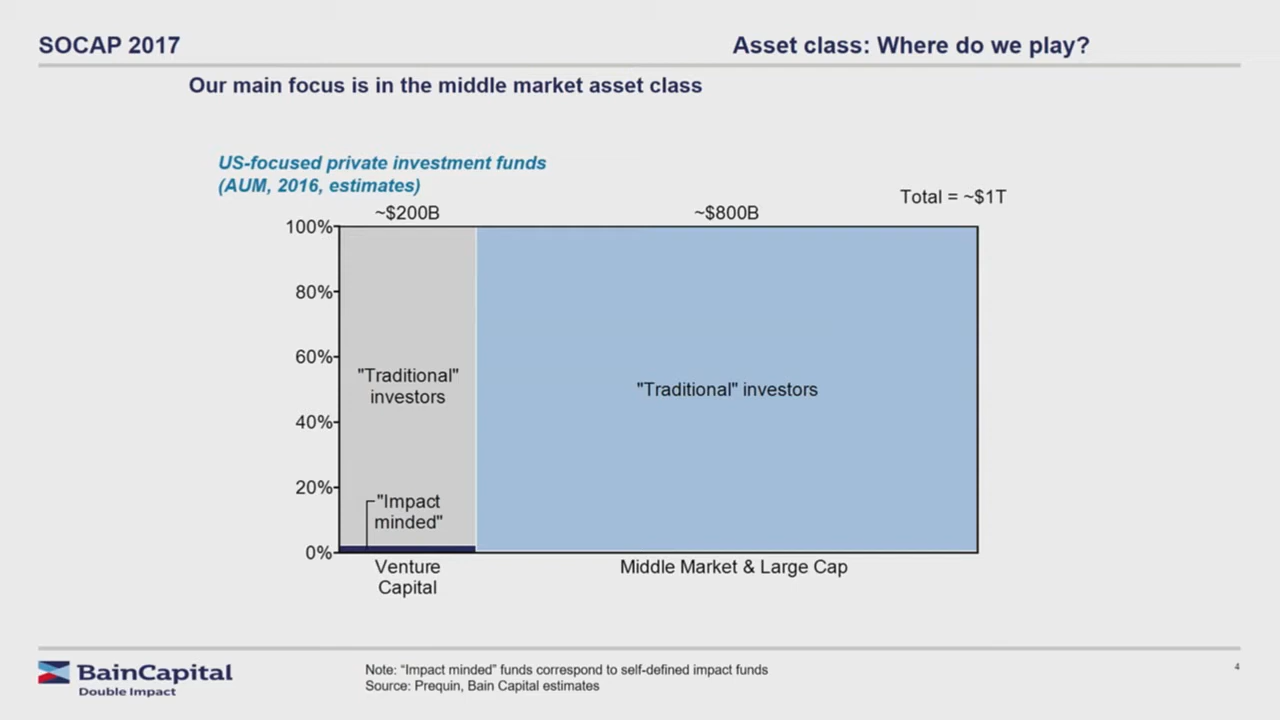 SOCAP 2017
Asset class: Where do we play?
Our main focus is in the middle market asset class
US-focused private investment funds
(AUM, 2016, estimates)
Total = ~$1T
~$200B
~$800B
100%
80%
60%
40%
20%
0%
"Traditional"
investors
"Traditional" investors
"Impact
minded"
Venture
Capital
Middle Market & Large Cap
BainCapital
Double Impact
Note: “Impact minded” funds correspond to self-defined impact funds
Source: Prequin, Bain Capital estimates
4